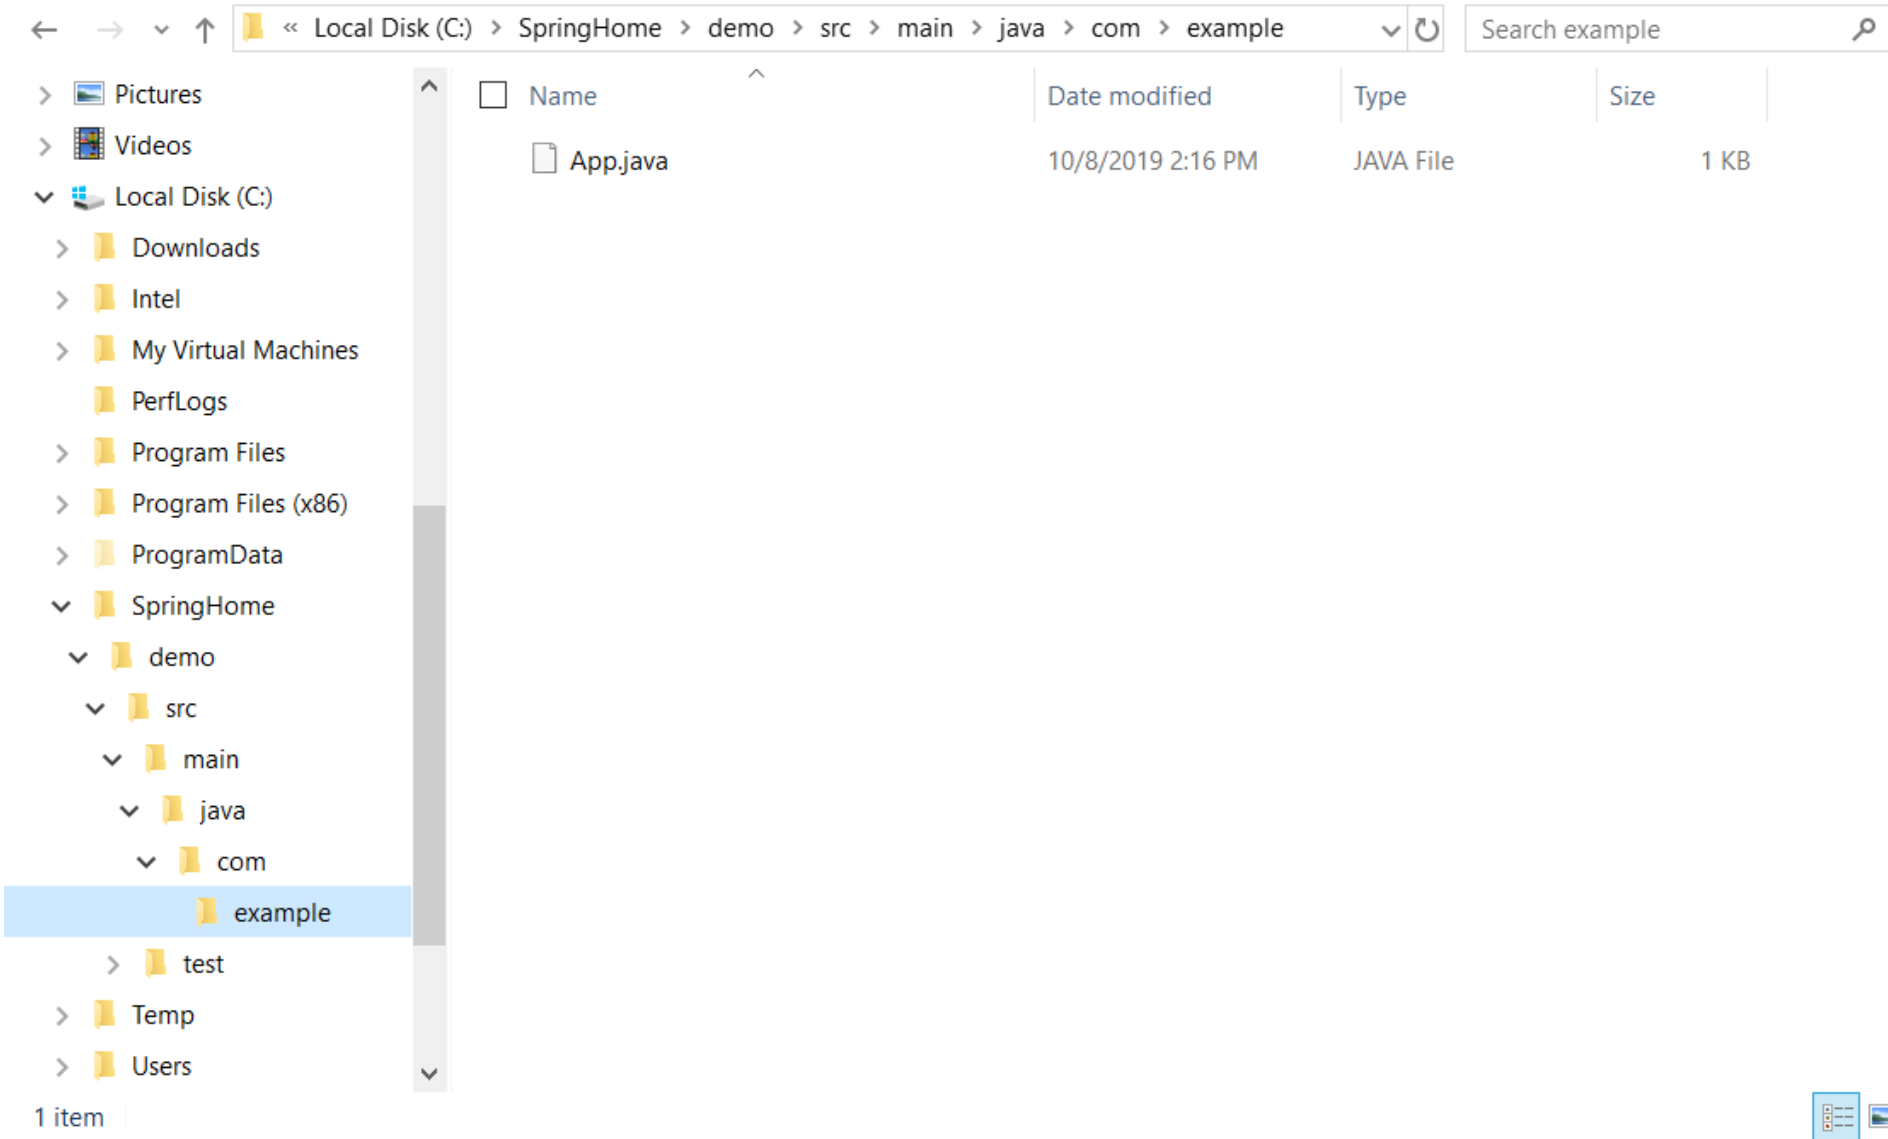 « Local Disk (C:) > SpringHome > demo > src > main > java > com > example
Search example
Pictures
Videos
Local Disk (C:)
Downloads
Intel
My Virtual Machines
PerfLogs
Program Files
Program Files (x86)
ProgramData
SpringHome
demo
src
main
java
com
example
test
Temp
Users
Name Date modified Type Size
App.java 10/8/2019 2:16 PM JAVA File 1 KB
1 item